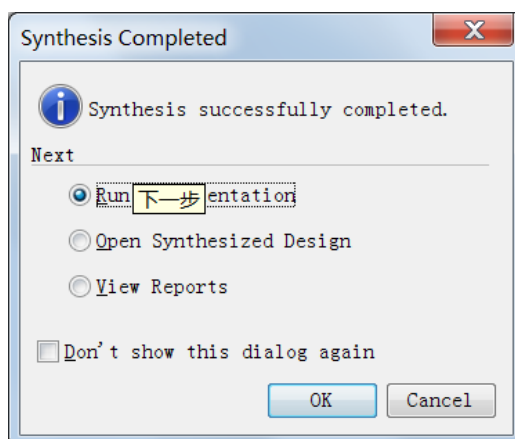 Synthesis Completed
Synthesis successfully completed.
Next
Run 下一步 entation
Open Synthesized Design
View Reports
Don't show this dialog again
OK Cancel